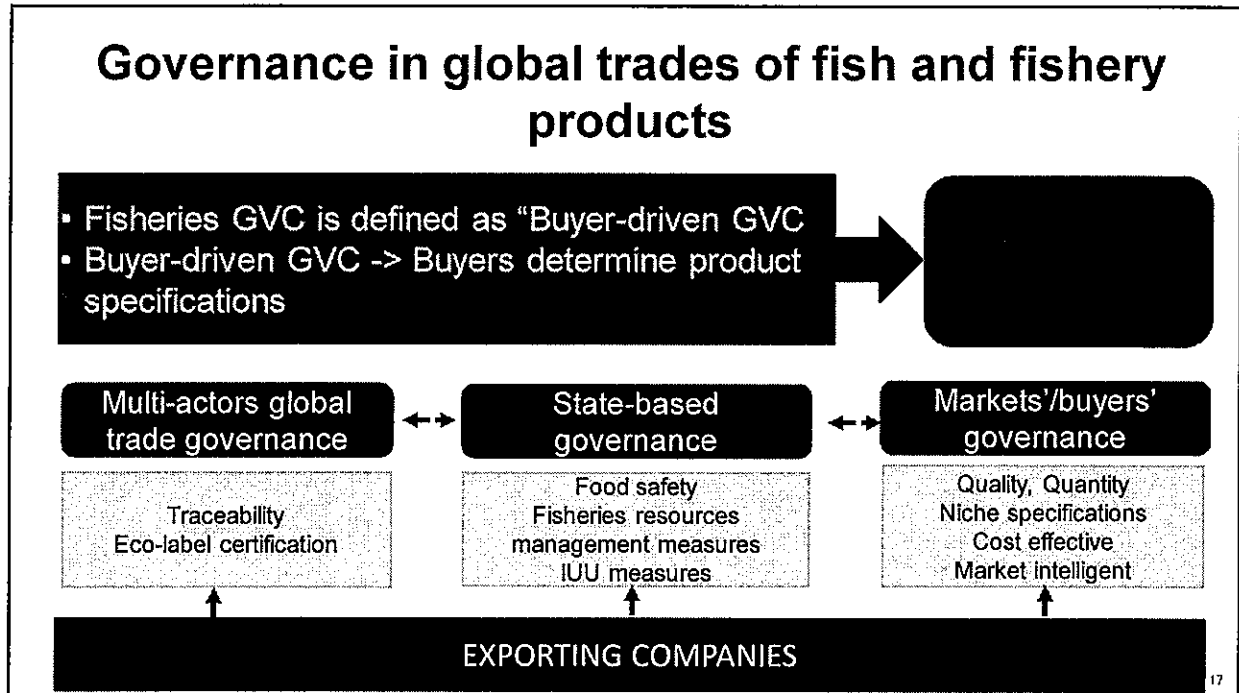 Governance in global trades of fish and fishery
products
• Fisheries GVC is defined as “Buyer-driven GVC
• Buyer-driven GVC -> Buyers determine product
specifications
Multi-actors global
trade governance
State-based
governance
Markets’/buyers’
governance
Traceability
Eco-label certification
Food safety
Fisheries resources
management measures
IUU measures
Quality, Quantity
Niche specifications
Cost effective
Market intelligent
EXPORTING COMPANIES
17